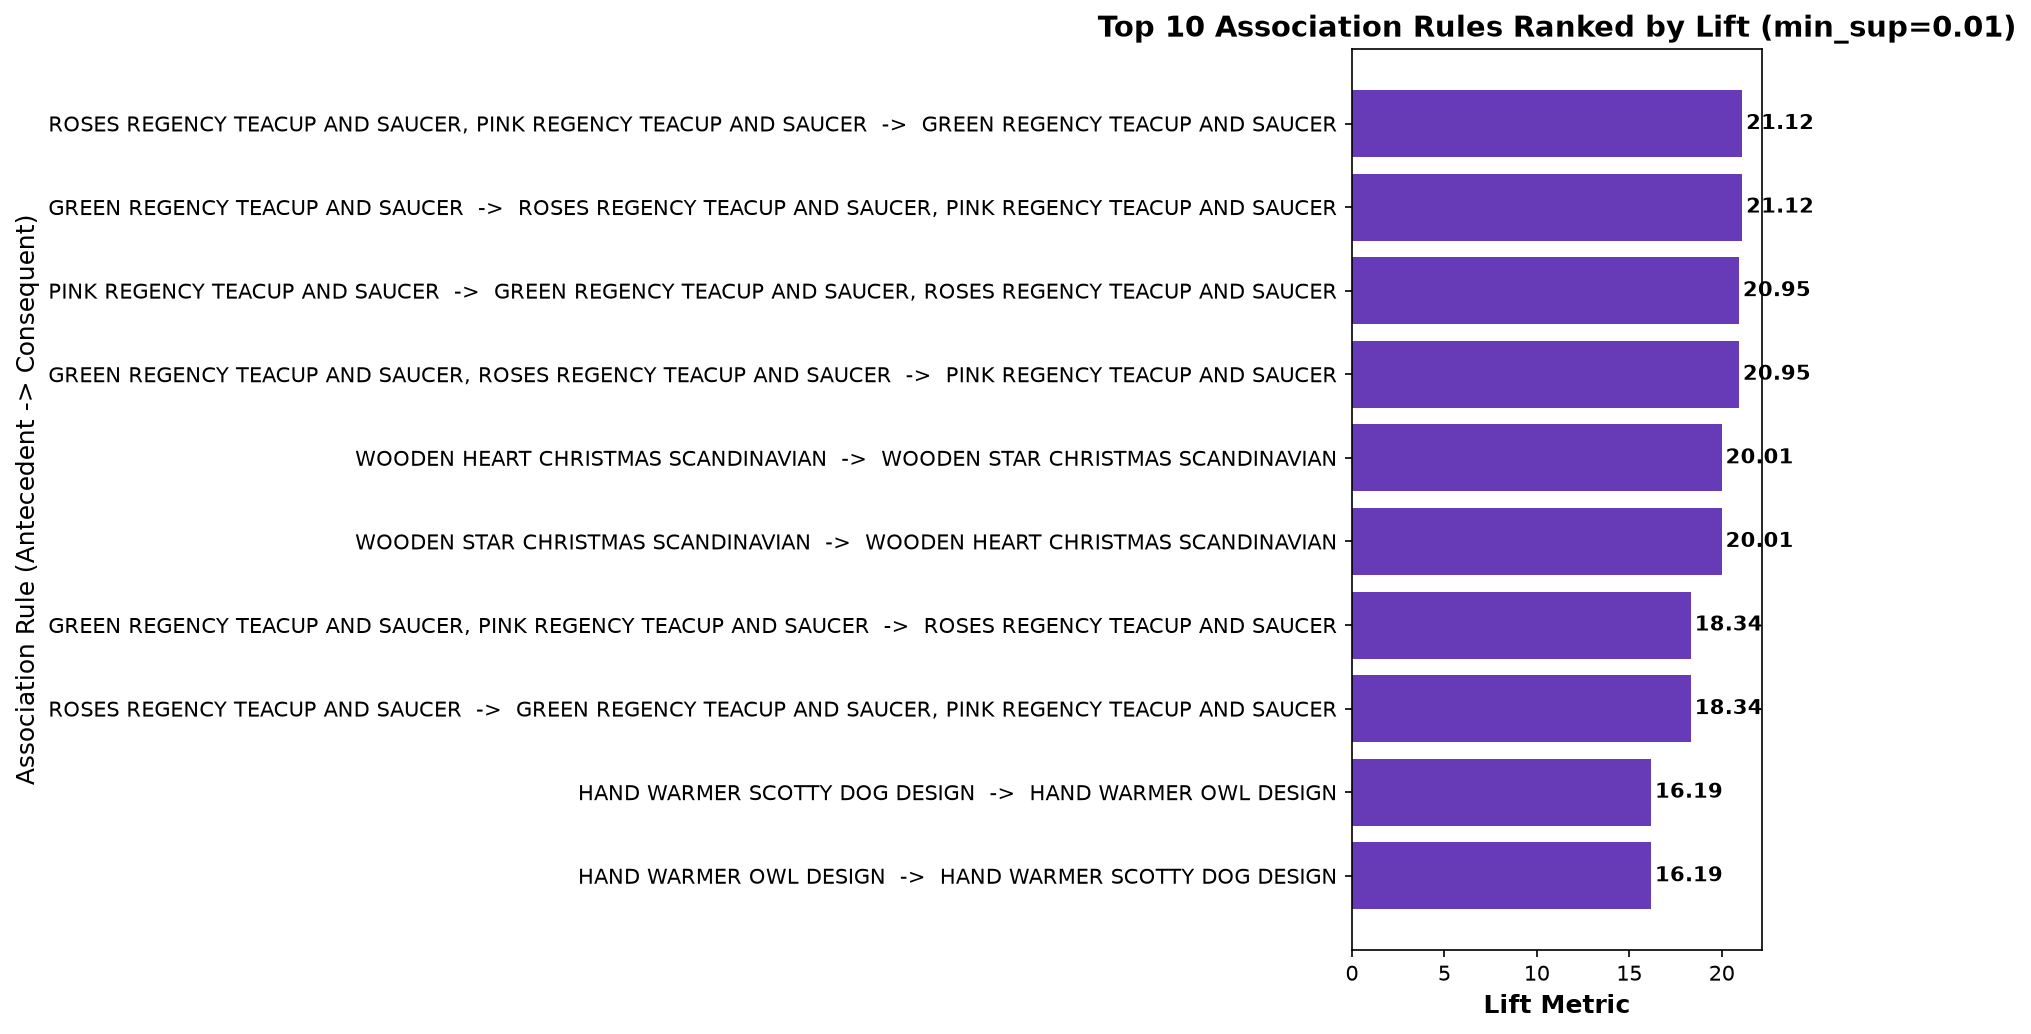 Top 10 Association Rules Ranked by Lift (min_sup=0.01)
Association Rule (Antecedent -> Consequent)
ROSES REGENCY TEACUP AND SAUCER, PINK REGENCY TEACUP AND SAUCER -> GREEN REGENCY TEACUP AND SAUCER 21.12
GREEN REGENCY TEACUP AND SAUCER -> ROSES REGENCY TEACUP AND SAUCER, PINK REGENCY TEACUP AND SAUCER 21.12
PINK REGENCY TEACUP AND SAUCER -> GREEN REGENCY TEACUP AND SAUCER, ROSES REGENCY TEACUP AND SAUCER 20.95
GREEN REGENCY TEACUP AND SAUCER, ROSES REGENCY TEACUP AND SAUCER -> PINK REGENCY TEACUP AND SAUCER 20.95
WOODEN HEART CHRISTMAS SCANDINAVIAN -> WOODEN STAR CHRISTMAS SCANDINAVIAN 20.01
WOODEN STAR CHRISTMAS SCANDINAVIAN -> WOODEN HEART CHRISTMAS SCANDINAVIAN 20.01
GREEN REGENCY TEACUP AND SAUCER, PINK REGENCY TEACUP AND SAUCER -> ROSES REGENCY TEACUP AND SAUCER 18.34
ROSES REGENCY TEACUP AND SAUCER -> GREEN REGENCY TEACUP AND SAUCER, PINK REGENCY TEACUP AND SAUCER 18.34
HAND WARMER SCOTTY DOG DESIGN -> HAND WARMER OWL DESIGN 16.19
HAND WARMER OWL DESIGN -> HAND WARMER SCOTTY DOG DESIGN 16.19
0 5 10 15 20
Lift Metric